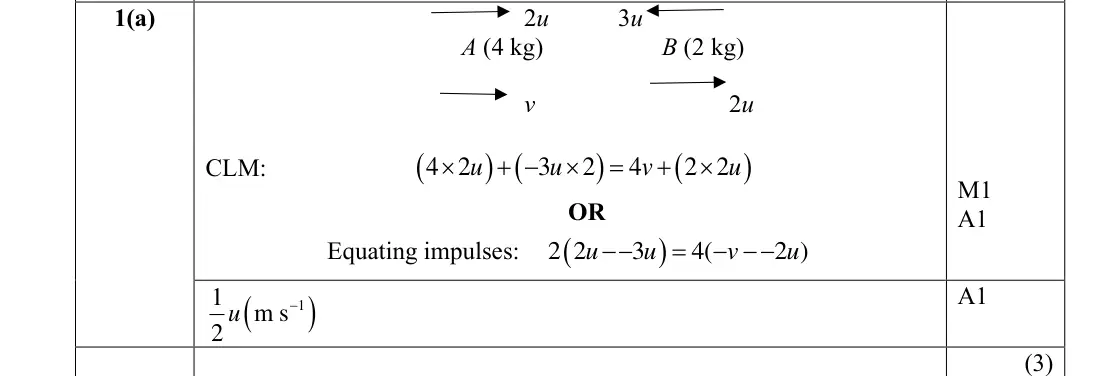 1(a)
2u 3u
A (4 kg) B (2 kg)
v 2u
CLM: (4×2u)+(−3u×2)=4v+(2×2u)
M1
OR
A1
Equating impulses: 2(2u−−3u)=4(−v−−2u)
1/2 u(m s⁻¹) A1
(3)